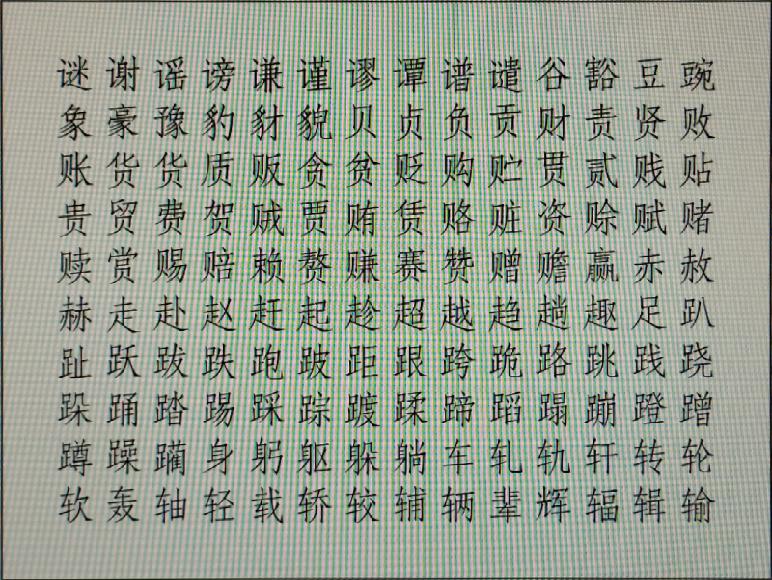 谜谢谣谤谦谨谬谭谱谴谷豁豆豌
象豪豫豹豺貌贝贞负贡财责贤败
账货货质贩贪贫贬购贮贯贰贱贴
贵贸费贺贼贾贿赁赂赃资赊赋赌
赎赏赐赔赖赘赚赛赞赠赡赢赤赦
赫走赴赵赶起趁超越趋趟趣足趴
趾跃跋跌跑跛距跟跨跪路跳践跷
跺踊踏踢踩踪踱蹂蹄蹈蹋蹦蹬蹭
蹲躁躏身躬躯躲躺车轧轨轩转轮
软轰轴轻载轿较辅辆辈辉辐辑输